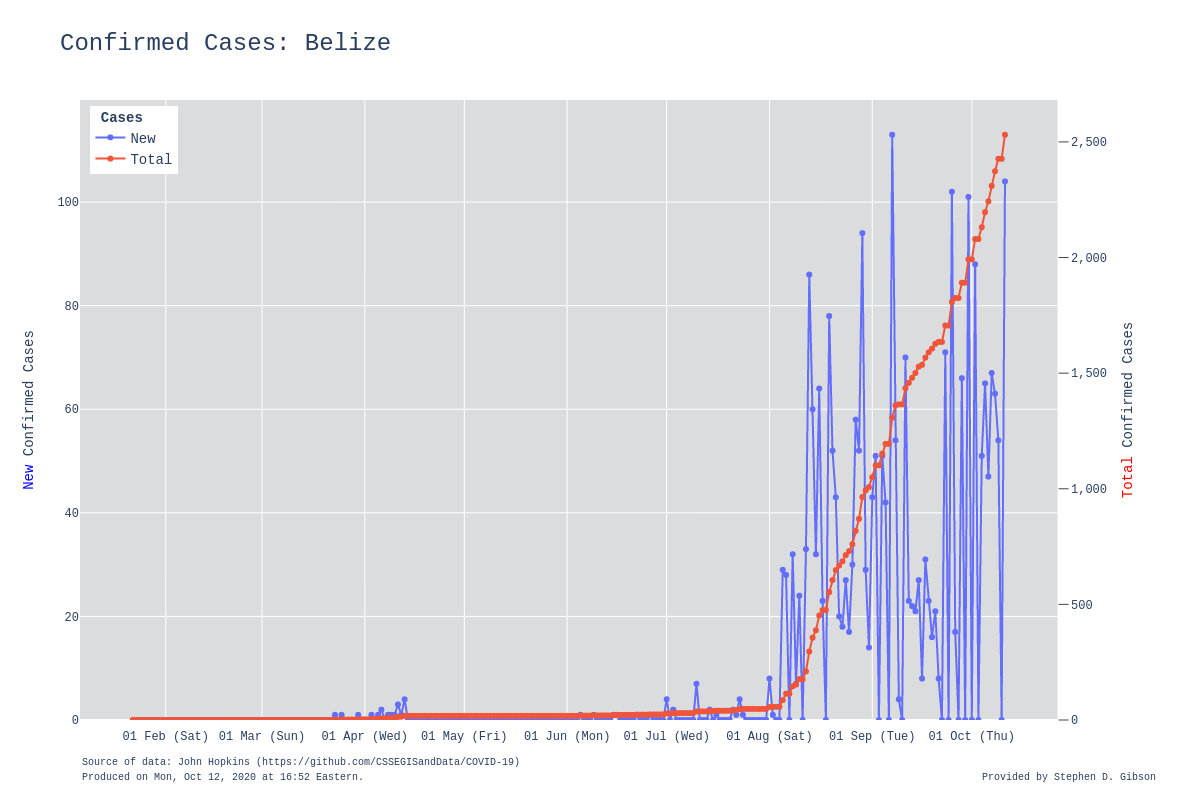 Confirmed Cases: Belize
Cases
New
Total
100
80
60
40
20
0
2,500
2,000
1,500
1,000
500
0
New Confirmed Cases
Total Confirmed Cases
01 Feb (Sat) 01 Mar (Sun) 01 Apr (Wed) 01 May (Fri) 01 Jun (Mon) 01 Jul (Wed) 01 Aug (Sat) 01 Sep (Tue) 01 Oct (Thu)
Source of data: John Hopkins (https://github.com/CSSEGISandData/COVID-19)
Produced on Mon, Oct 12, 2020 at 16:52 Eastern.
Provided by Stephen D. Gibson